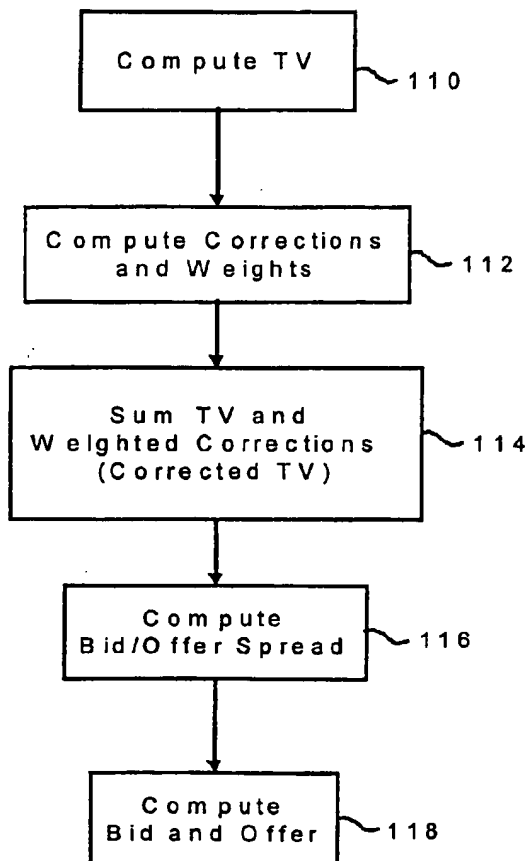 Compute TV
110
Compute Corrections
and Weights
112
Sum TV and
Weighted Corrections
(Corrected TV)
114
Compute
Bid/Offer Spread
116
Compute
Bid and Offer
118